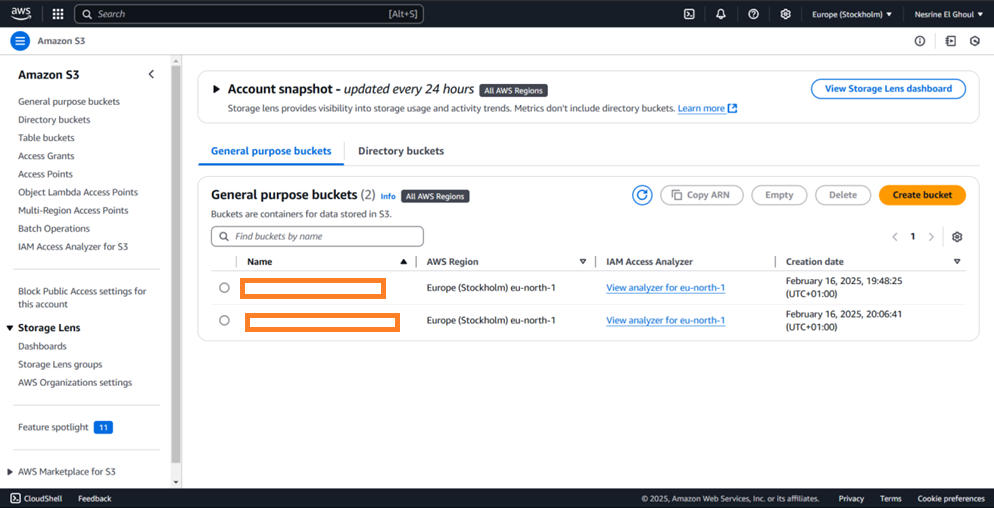 aws
Search [Alt+S]
Europe (Stockholm) Nesrine El Ghoul
Amazon S3
Amazon S3
General purpose buckets
Directory buckets
Table buckets
Access Grants
Access Points
Object Lambda Access Points
Multi-Region Access Points
Batch Operations
IAM Access Analyzer for S3
Block Public Access settings for
this account
Storage Lens
Dashboards
Storage Lens groups
AWS Organizations settings
Feature spotlight 11
AWS Marketplace for S3
Account snapshot - updated every 24 hours All AWS Regions
View Storage Lens dashboard
Storage lens provides visibility into storage usage and activity trends. Metrics don't include directory buckets. Learn more
General purpose buckets Directory buckets
General purpose buckets (2) Info All AWS Regions
Copy ARN Empty Delete Create bucket
Buckets are containers for data stored in S3.
Find buckets by name
1
Name AWS Region IAM Access Analyzer Creation date
Europe (Stockholm) eu-north-1 View analyzer for eu-north-1 February 16, 2025, 19:48:25
(UTC+01:00)
Europe (Stockholm) eu-north-1 View analyzer for eu-north-1 February 16, 2025, 20:06:41
(UTC+01:00)
CloudShell Feedback © 2025, Amazon Web Services, Inc. or its affiliates. Privacy Terms Cookie preferences